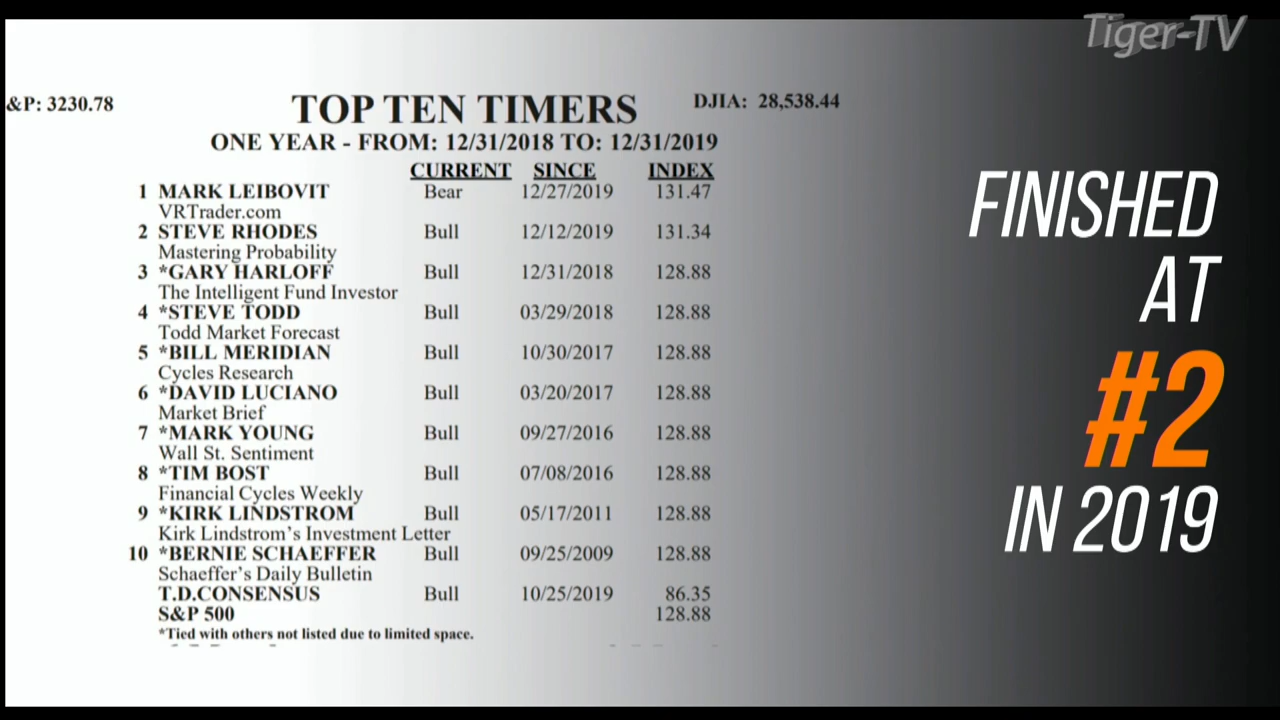 Tiger-TV
&P: 3230.78
TOP TEN TIMERS
DJIA: 28,538.44
ONE YEAR - FROM: 12/31/2018 TO: 12/31/2019
CURRENT SINCE INDEX
1 MARK LEIBOVIT Bear 12/27/2019 131.47
VRTrader.com
2 STEVE RHODES Bull 12/12/2019 131.34
Mastering Probability
3 *GARY HARLOFF Bull 12/31/2018 128.88
The Intelligent Fund Investor
4 *STEVE TODD Bull 03/29/2018 128.88
Todd Market Forecast
5 *BILL MERIDIAN Bull 10/30/2017 128.88
Cycles Research
6 *DAVID LUCIANO Bull 03/20/2017 128.88
Market Brief
7 *MARK YOUNG Bull 09/27/2016 128.88
Wall St. Sentiment
8 *TIM BOST Bull 07/08/2016 128.88
Financial Cycles Weekly
9 *KIRK LINDSTROM Bull 05/17/2011 128.88
Kirk Lindstrom's Investment Letter
10 *BERNIE SCHAEFFER Bull 09/25/2009 128.88
Schaeffer's Daily Bulletin
T.D.CONSENSUS Bull 10/25/2019 86.35
S&P 500 128.88
*Tied with others not listed due to limited space.
FINISHED
AT
#2
IN 2019